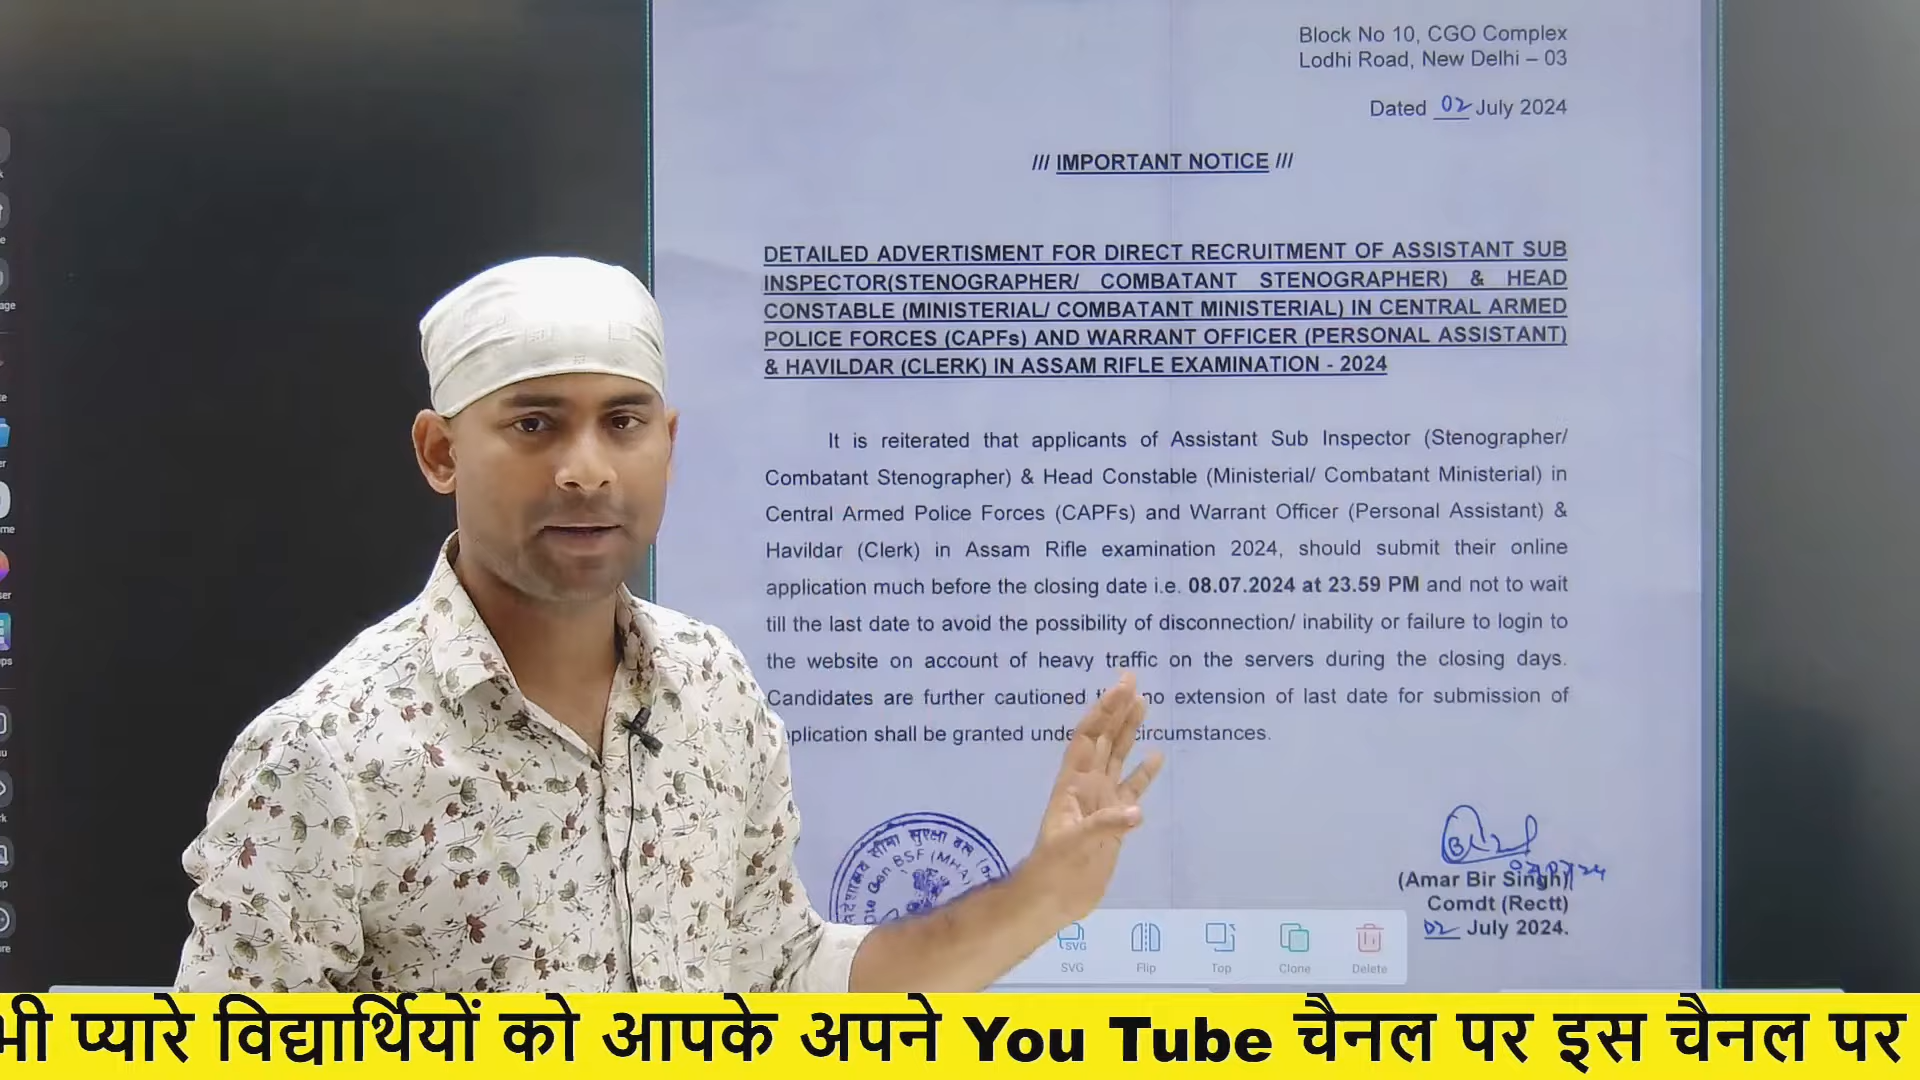 Block No 10, CGO Complex
Lodhi Road, New Delhi – 03
Dated 02 July 2024
/// IMPORTANT NOTICE ///
DETAILED ADVERTISMENT FOR DIRECT RECRUITMENT OF ASSISTANT SUB
INSPECTOR(STENOGRAPHER/ COMBATANT STENOGRAPHER) & HEAD
CONSTABLE (MINISTERIAL/ COMBATANT MINISTERIAL) IN CENTRAL ARMED
POLICE FORCES (CAPFs) AND WARRANT OFFICER (PERSONAL ASSISTANT)
& HAVILDAR (CLERK) IN ASSAM RIFLE EXAMINATION - 2024
It is reiterated that applicants of Assistant Sub Inspector (Stenographer/
Combatant Stenographer) & Head Constable (Ministerial/ Combatant Ministerial) in
Central Armed Police Forces (CAPFs) and Warrant Officer (Personal Assistant) &
Havildar (Clerk) in Assam Rifle examination 2024, should submit their online
application much before the closing date i.e. 08.07.2024 at 23.59 PM and not to wait
till the last date to avoid the possibility of disconnection/ inability or failure to login to
the website on account of heavy traffic on the servers during the closing days.
Candidates are further cautioned no extension of last date for submission of
application shall be granted circumstances.
सीमा सुरक्षा बल
Dte Gen BSF (MHA)
(Amar Bir Singh)
Comdt (Rectt)
02 July 2024.
SVG
Flip
Top
Clone
Delete
प्यारे विद्यार्थियों को आपके अपने You Tube चैनल पर इस चैनल पर